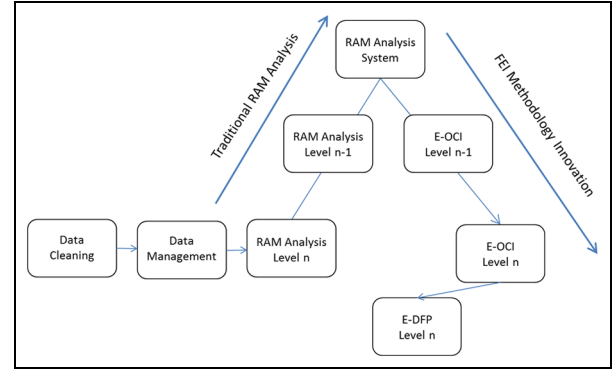 RAM Analysis
System
Traditional RAM Analysis
FEI Methodology Innovation
RAM Analysis
Level n-1
E-OCI
Level n-1
Data
Cleaning
Data
Management
RAM Analysis
Level n
E-OCI
Level n
E-DFP
Level n